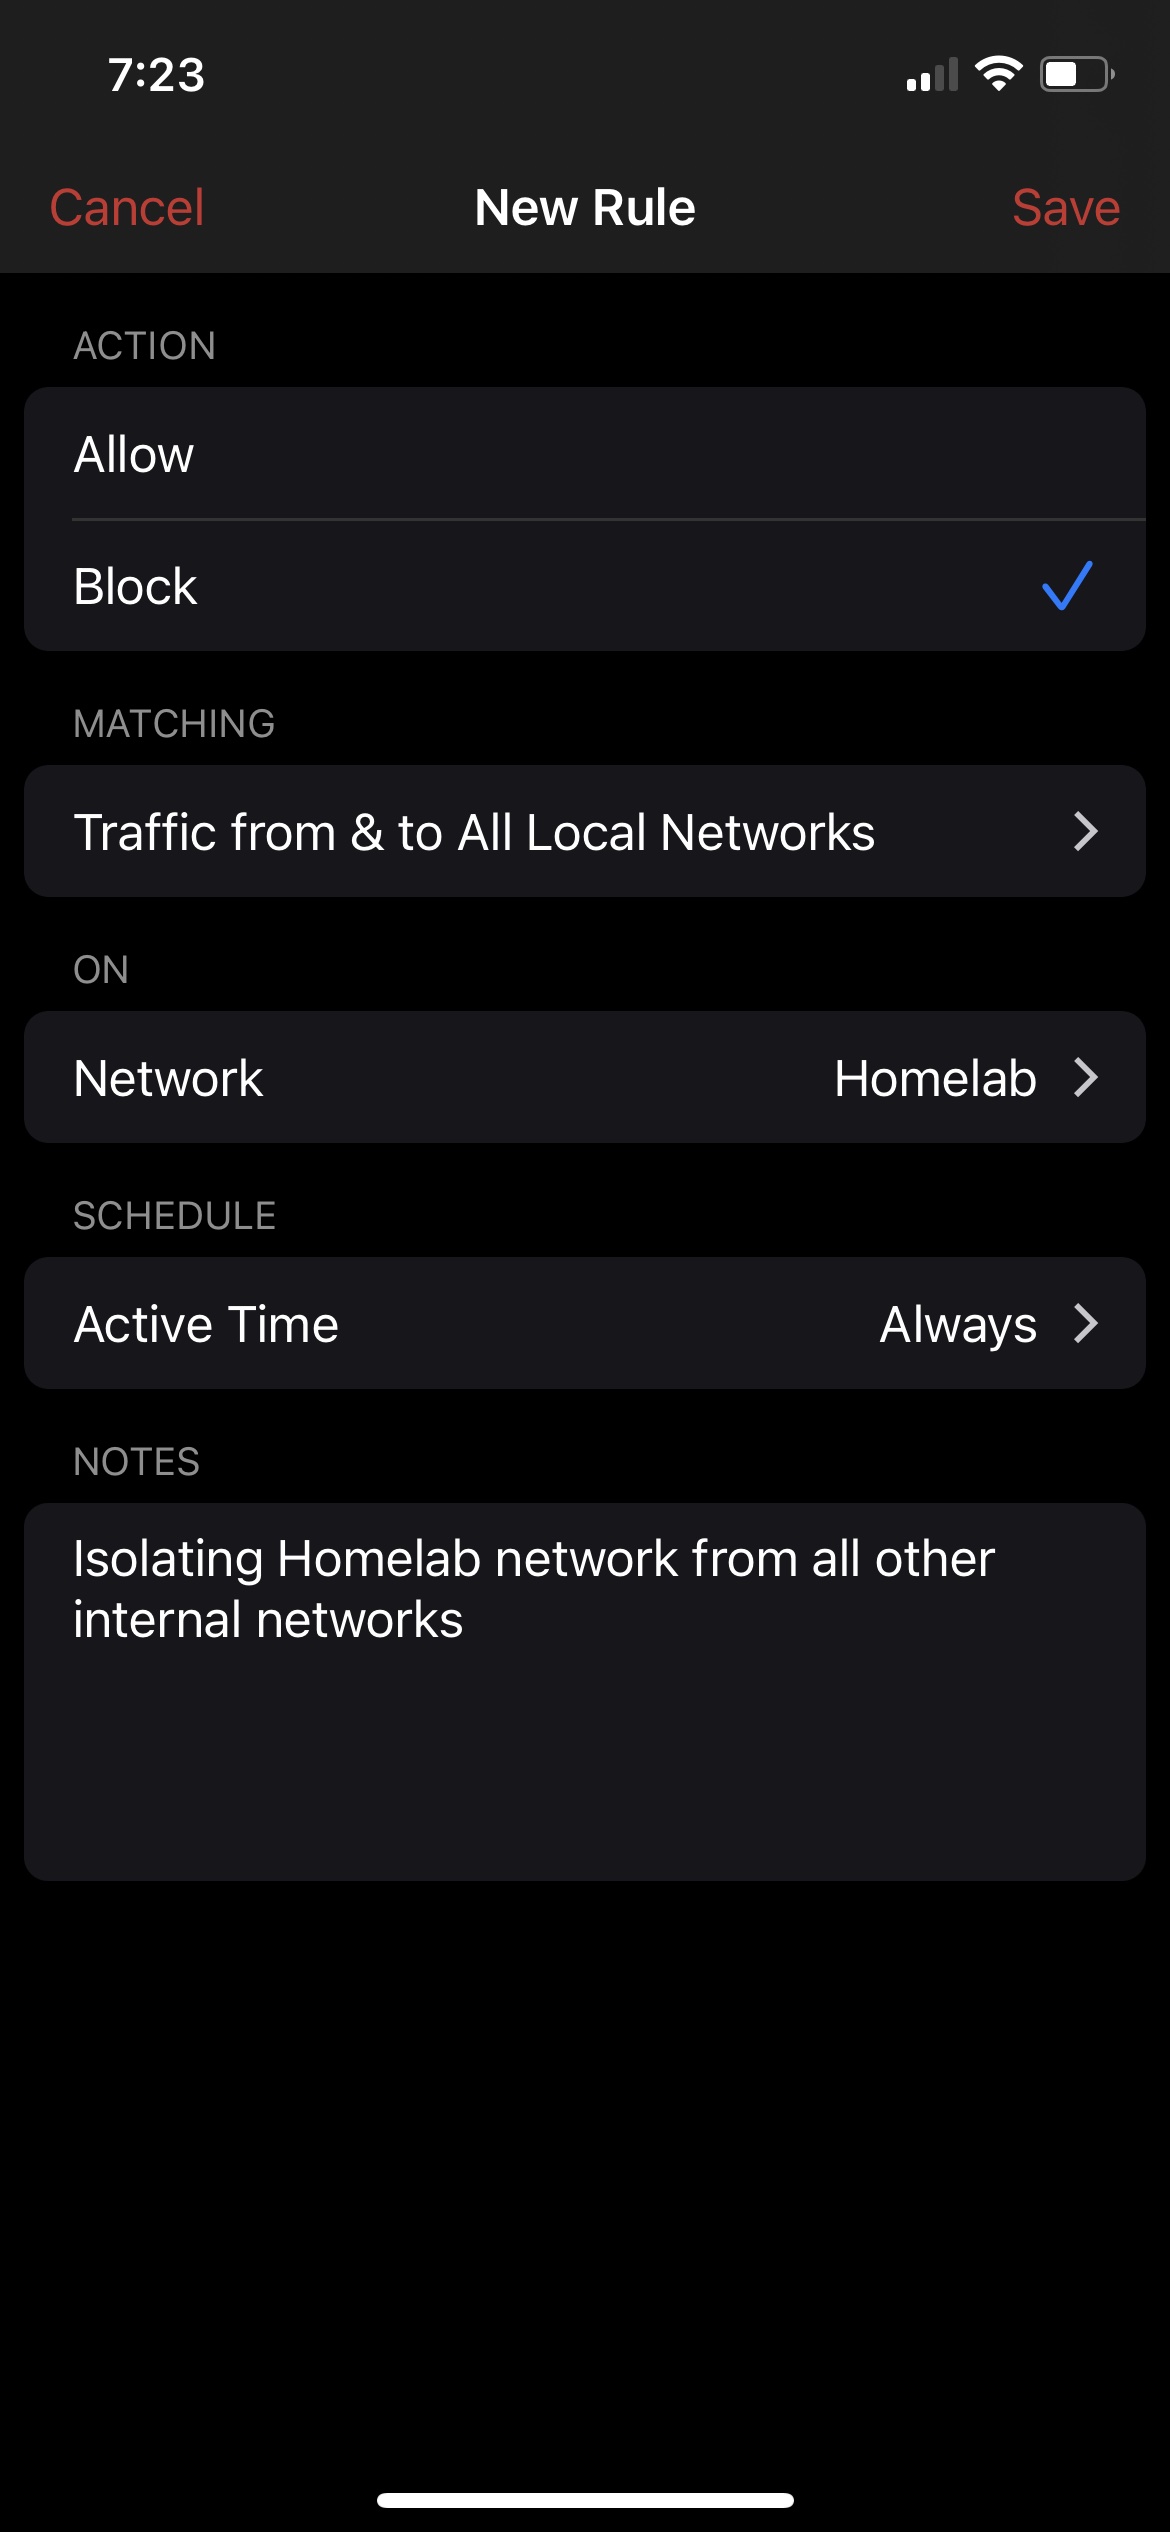 7:23
Cancel
New Rule
Save
ACTION
Allow
Block
MATCHING
Traffic from & to All Local Networks
ON
Network
Homelab
SCHEDULE
Active Time
Always
NOTES
Isolating Homelab network from all other
internal networks